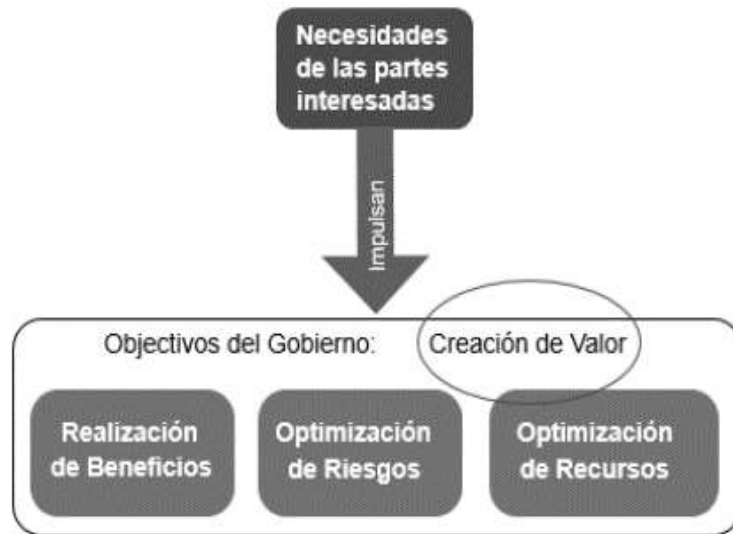 Necesidades
de las partes
interesadas
Impulsan
Objectivos del Gobierno: Creación de Valor
Realización
de Beneficios
Optimización
de Riesgos
Optimización
de Recursos